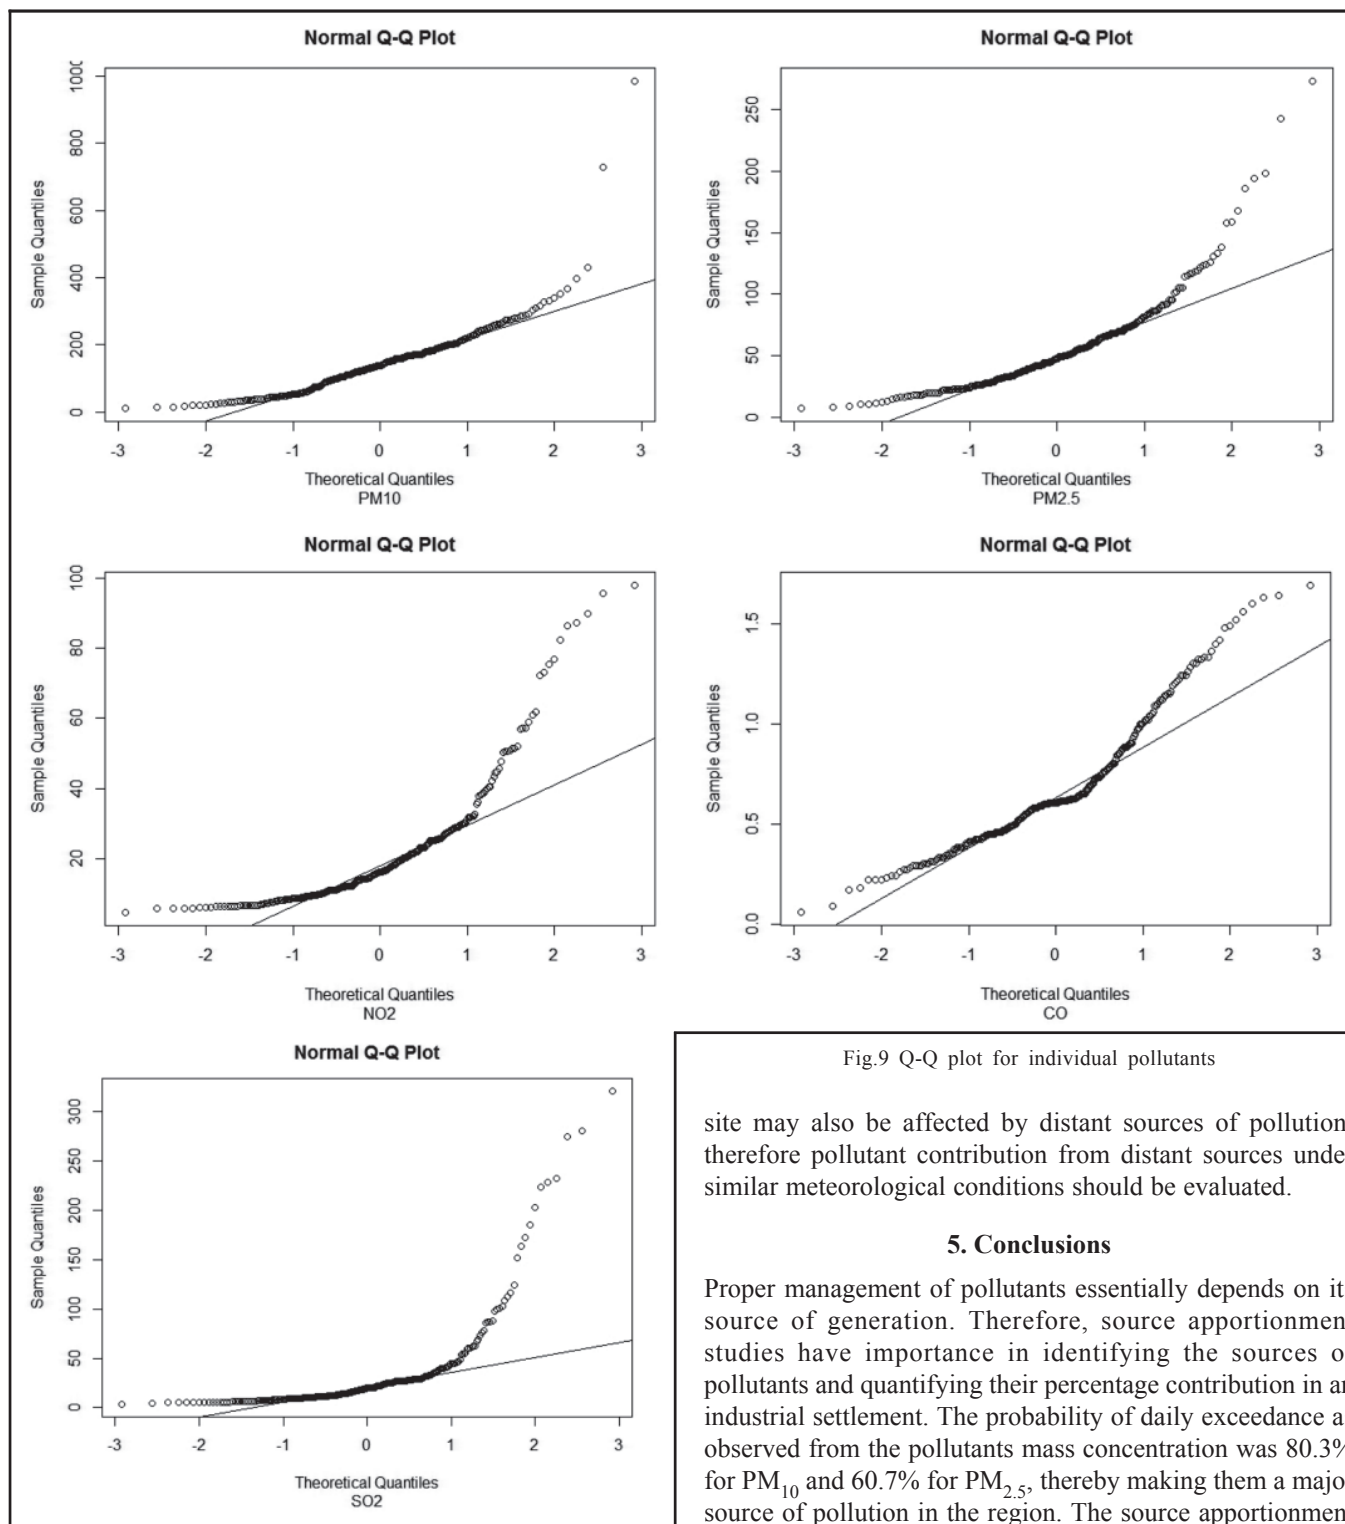 Normal Q-Q Plot
Sample Quantiles
0 200 400 600 800 1000
-3 -2 -1 0 1 2 3
Theoretical Quantiles
PM10
Normal Q-Q Plot
Sample Quantiles
0 50 100 150 200 250
-3 -2 -1 0 1 2 3
Theoretical Quantiles
PM2.5
Normal Q-Q Plot
Sample Quantiles
20 40 60 80 100
-3 -2 -1 0 1 2 3
Theoretical Quantiles
NO2
Normal Q-Q Plot
Sample Quantiles
0.0 0.5 1.0 1.5
-3 -2 -1 0 1 2 3
Theoretical Quantiles
CO
Normal Q-Q Plot
Sample Quantiles
0 50 100 150 200 250 300
-3 -2 -1 0 1 2 3
Theoretical Quantiles
SO2
Fig.9 Q-Q plot for individual pollutants
site may also be affected by distant sources of pollution
therefore pollutant contribution from distant sources unde
similar meteorological conditions should be evaluated.
5. Conclusions
Proper management of pollutants essentially depends on it
source of generation. Therefore, source apportionmen
studies have importance in identifying the sources o
pollutants and quantifying their percentage contribution in a
industrial settlement. The probability of daily exceedance a
observed from the pollutants mass concentration was 80.3%
for PM10 and 60.7% for PM2.5, thereby making them a majo
source of pollution in the region. The source apportionmen